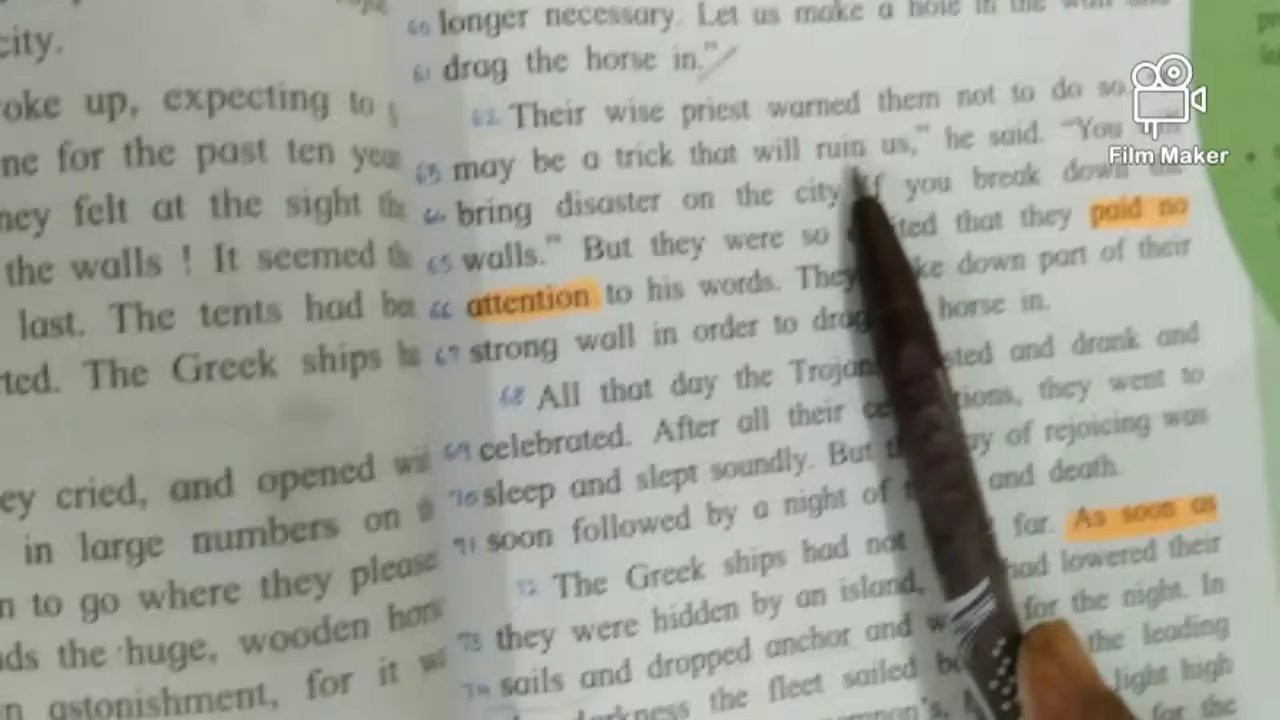 city.
oke up, expecting to
ne for the past ten
hey felt at the sight
the walls ! It seemed
last. The tents had
ted. The Greek ships
ey cried, and opened
in large numbers on
n to go where they please
ds the huge, wooden
n astonishment, for it
60 longer necessary. Let us make a hole in the wall
61 drag the horse in."
62 Their wise priest warned them not to do so
63 may be a trick that will ruin us," he said. "You
64 bring disaster on the city If you break down
65 walls." But they were so that they paid no
66 attention to his words. They down part of their
67 strong wall in order to drag horse in.
68 All that day the Trojan and drank and
69 celebrated. After all their they went to
70 sleep and slept soundly. But of rejoicing was
71 soon followed by a night of and death.
72 The Greek ships had not far. As soon as
73 they were hidden by an island, had lowered their
74 sails and dropped anchor and for the night. In
darkness the fleet sailed the leading
light high
for the
Film Maker